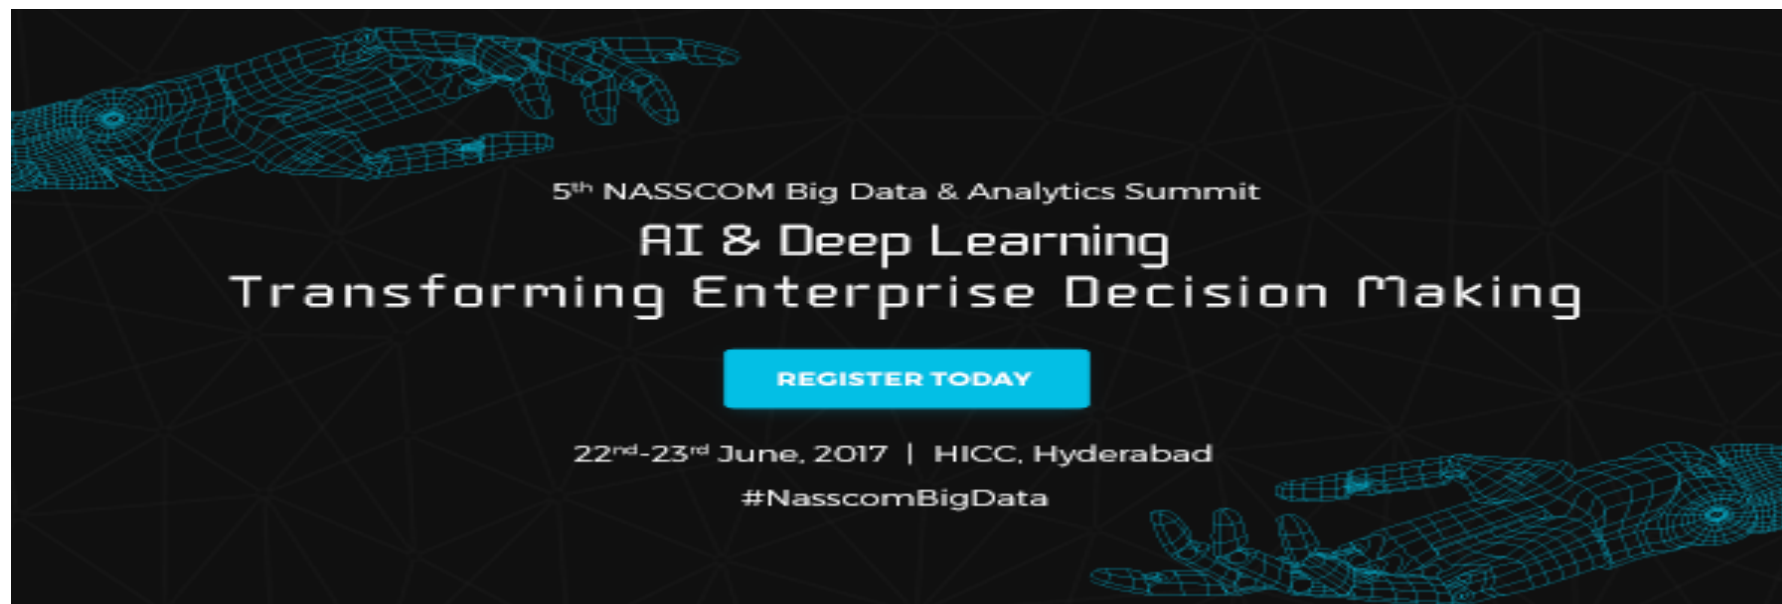 5th NASSCOM Big Data & Analytics Summit
AI & Deep Learning
Transforming Enterprise Decision Making
REGISTER TODAY
22nd-23rd June, 2017 | HICC, Hyderabad
#NasscomBigData